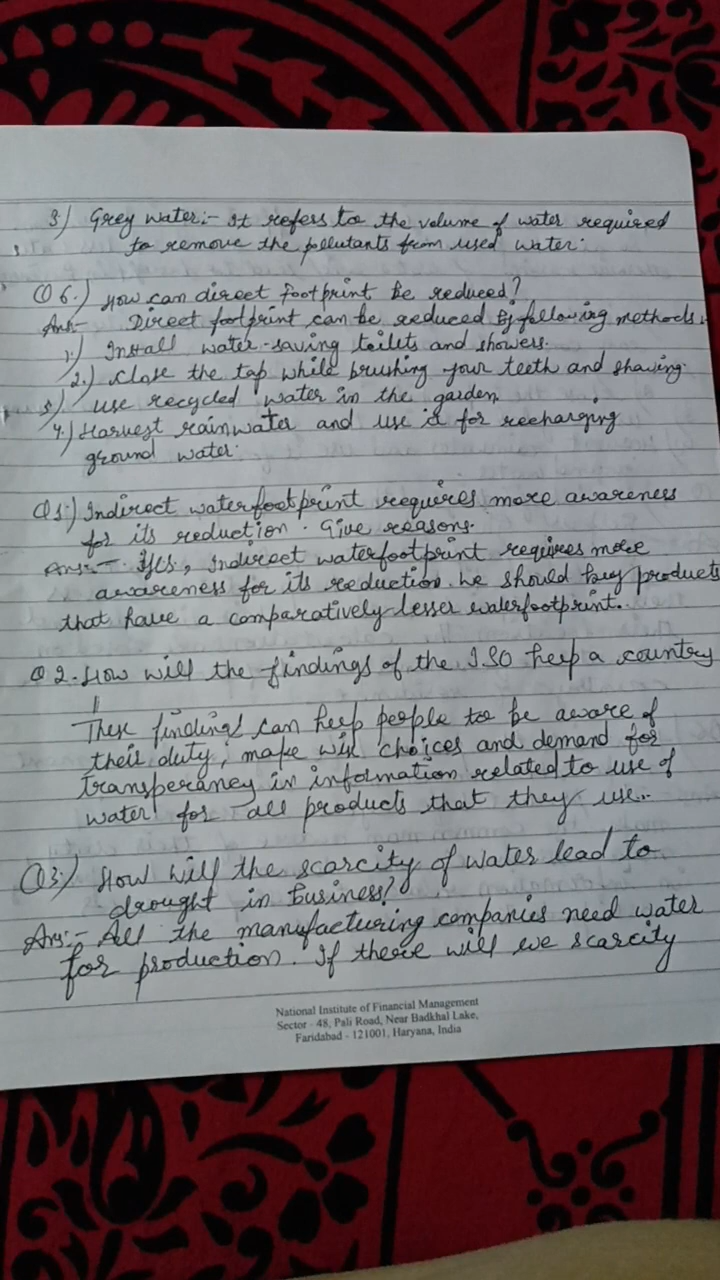 3.) Grey water:- It refers to the volume of water required
to remove the pollutants from used water.
Q 6.) How can direct footprint be reduced?
Ans:- Direct footprint can be reduced by following methods.
1.) Install water-saving toilets and showers.
2.) Close the tap while brushing your teeth and shaving.
3) Use recycled water in the garden
4.) Harvest rainwater and use it for recharging
ground water.
Q1:) Indirect waterfootprint requires more awareness
for its reduction. Give reasons.
Ans:- Yes, Indirect waterfootprint requires more
awareness for its reduction. We should buy products
that have a comparatively lesser waterfootprint..
Q 2. How will the findings of the ISO help a country
These findings can help people to be aware of
their duty, make wise choices and demand for
transperancy in information related to use of
water for all products that they use..
Q3:) How will the scarcity of water lead to
drought in business?
Ans:- All the manufacturing companies need water
for production. If there will we scarcity
National Institute of Financial Management
Sector - 48, Pali Road, Near Badkhal Lake,
Faridabad - 121001, Haryana, India